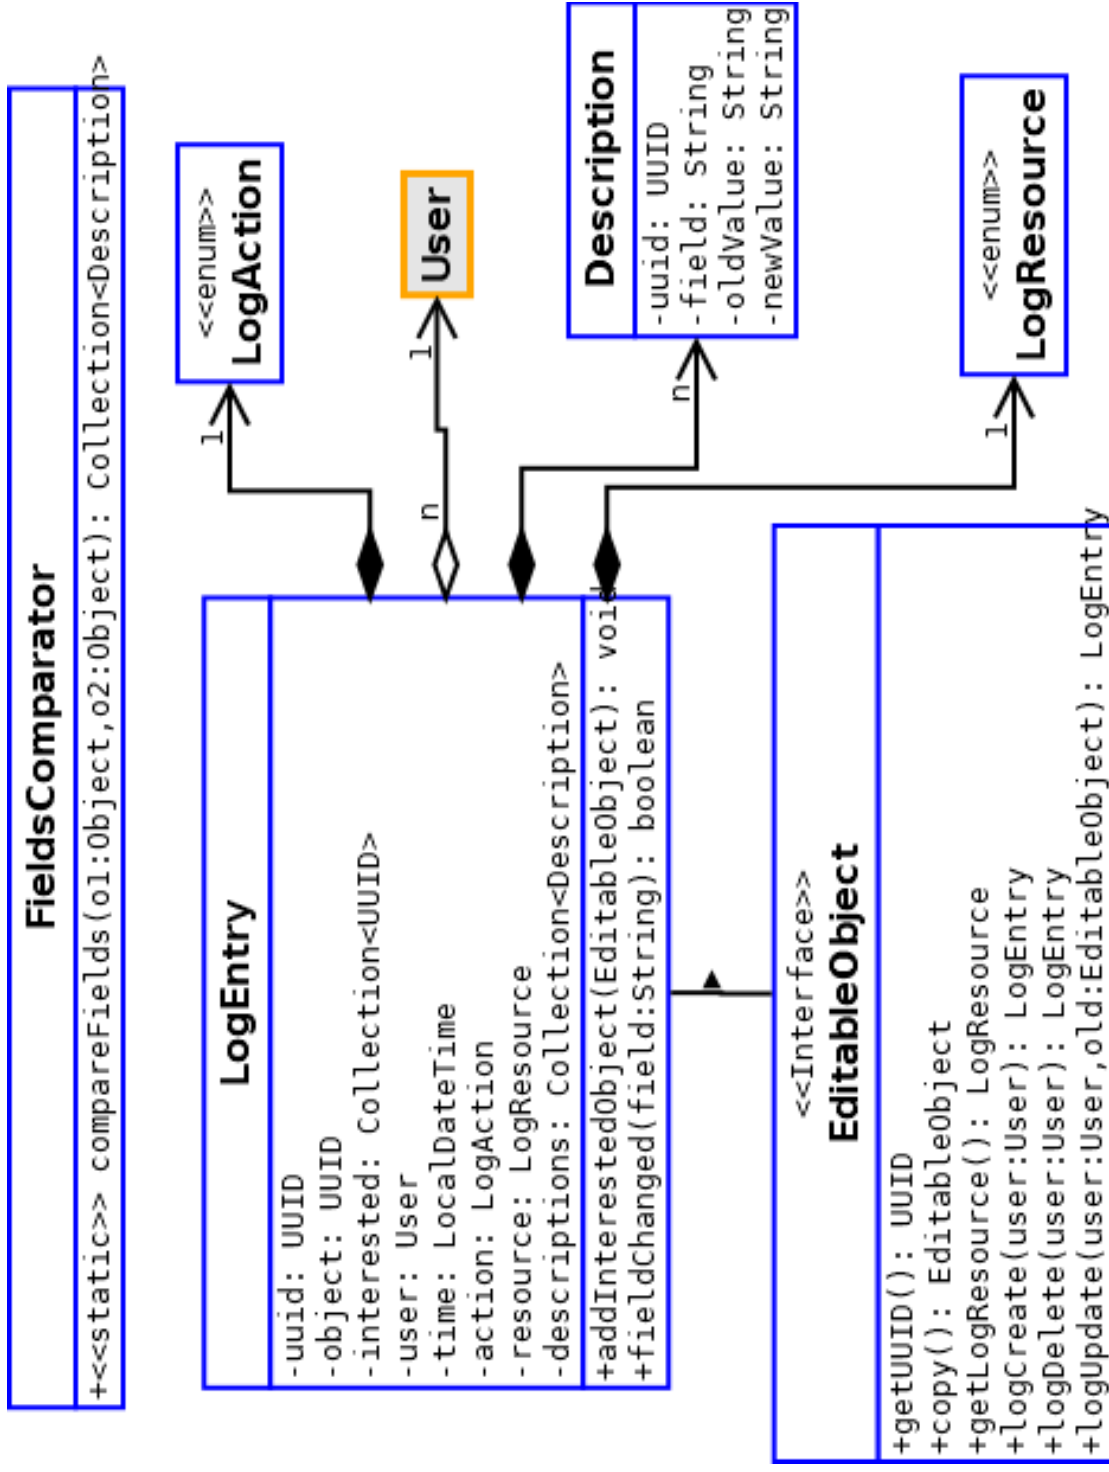 FieldsComparator
+<<static>> compareFields(o1:Object,o2:Object): Collection<Description>
LogEntry
-uuid: UUID
-object: UUID
-interested: Collection<UUID>
-user: User
-time: LocalDateTime
-action: LogAction
-resource: LogResource
-descriptions: Collection<Description>
+addInterestedObject(EditableObject): void
+fieldChanged(field:String): boolean
<<enum>>
LogAction
1
User
1
n
Description
-uuid: UUID
-field: String
-oldValue: String
-newValue: String
n
<<enum>>
LogResource
1
<<Interface>>
EditableObject
+getUUID(): UUID
+copy(): EditableObject
+getLogResource(): LogResource
+logCreate(user:User): LogEntry
+logDelete(user:User): LogEntry
+logUpdate(user:User,old:EditableObject): LogEntry